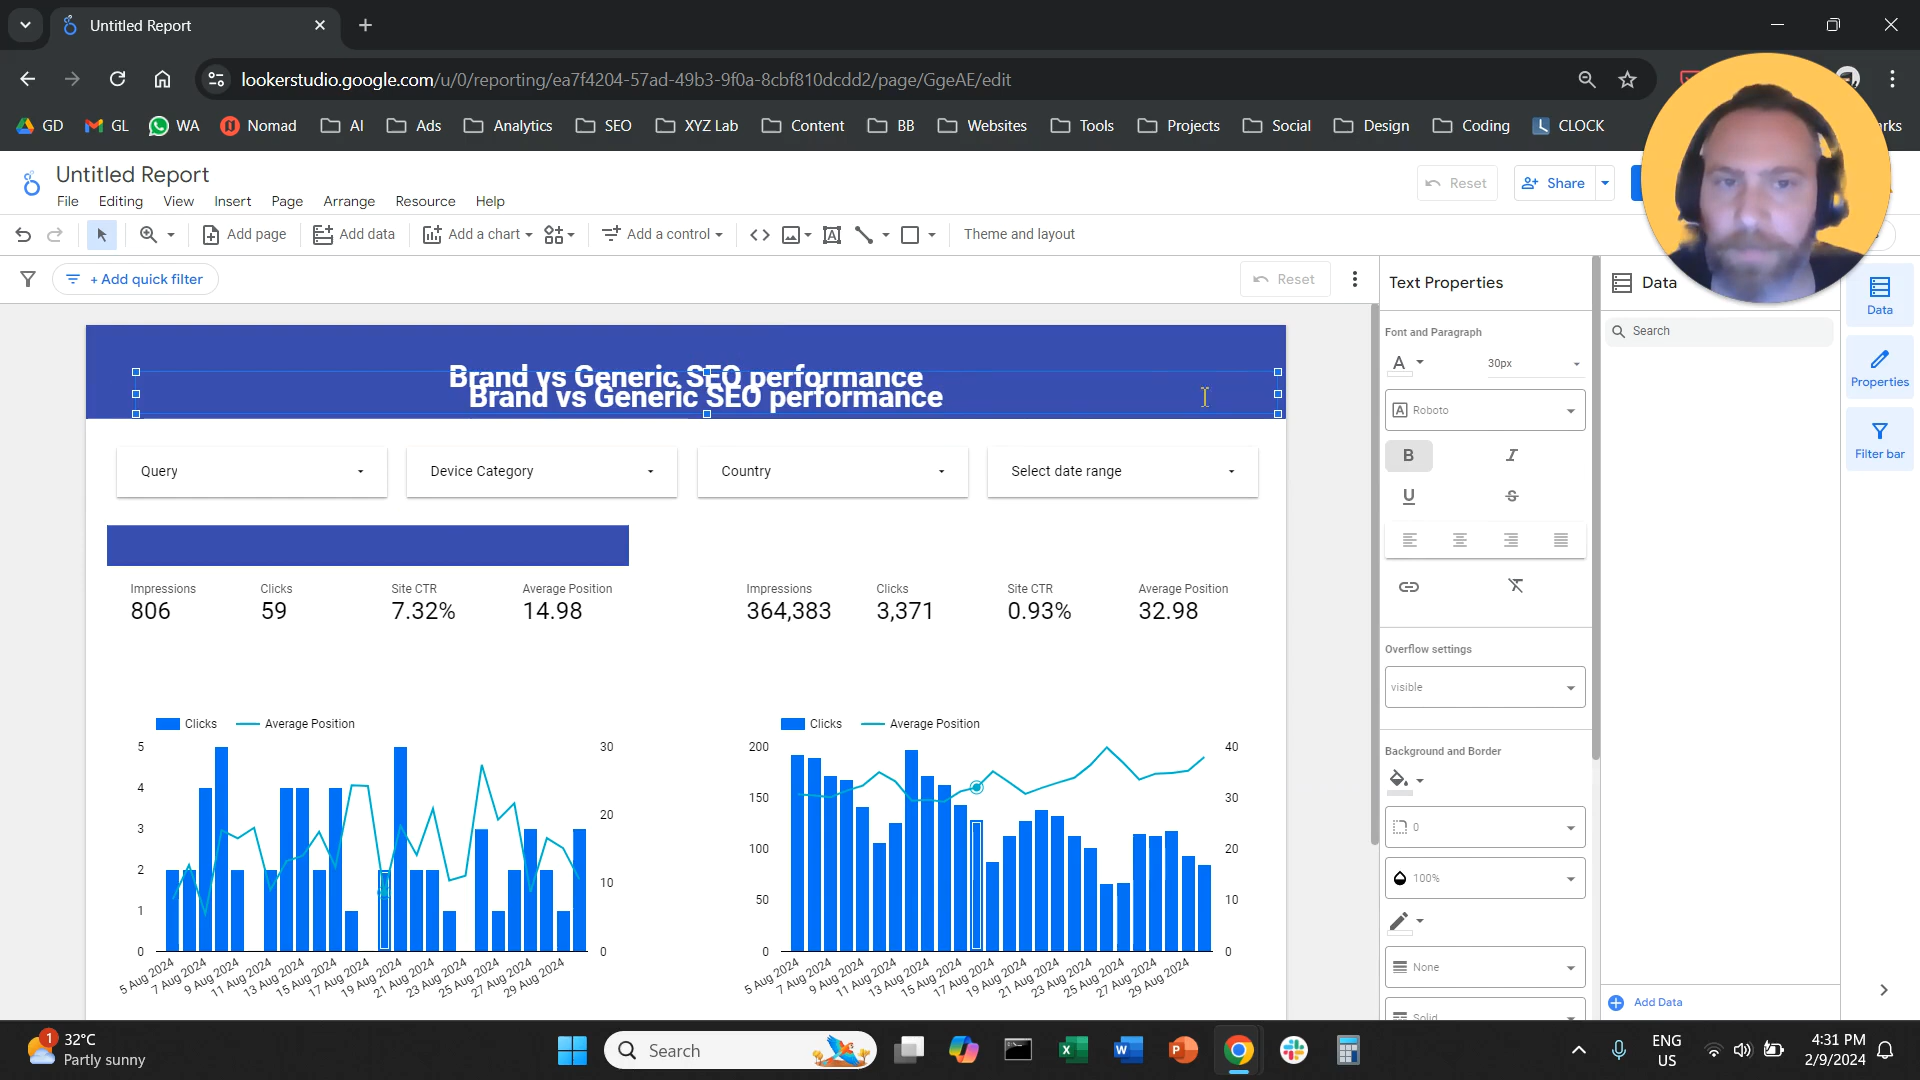 Untitled Report
lookerstudio.google.com/u/0/reporting/ea7f4204-57ad-49b3-9f0a-8cbf810dcdd2/page/GgeAE/edit
GD GL WA Nomad AI Ads Analytics SEO XYZ Lab Content BB Websites Tools Projects Social Design Coding CLOCK
Untitled Report
Reset Share
File Editing View Insert Page Arrange Resource Help
Add page Add data Add a chart Add a control Theme and layout
+ Add quick filter
Reset
Text Properties
Data
Data
Search
Font and Paragraph
30px
Properties
Roboto
Filter bar
Brand vs Generic SEO performance
Brand vs Generic SEO performance
Query
Device Category
Country
Select date range
Impressions Clicks Site CTR Average Position
806 59 7.32% 14.98
Impressions Clicks Site CTR Average Position
364,383 3,371 0.93% 32.98
Overflow settings
visible
Background and Border
0
100%
None
Solid
Add Data
Clicks Average Position
5
4
3
2
1
0
30
20
10
0
5 Aug 2024
7 Aug 2024
9 Aug 2024
11 Aug 2024
13 Aug 2024
15 Aug 2024
17 Aug 2024
19 Aug 2024
21 Aug 2024
23 Aug 2024
25 Aug 2024
27 Aug 2024
29 Aug 2024
Clicks Average Position
200
150
100
50
0
40
30
20
10
0
5 Aug 2024
7 Aug 2024
9 Aug 2024
11 Aug 2024
13 Aug 2024
15 Aug 2024
17 Aug 2024
19 Aug 2024
21 Aug 2024
23 Aug 2024
25 Aug 2024
27 Aug 2024
29 Aug 2024
1
32°C
Partly sunny
Search
ENG
US
4:31 PM
2/9/2024